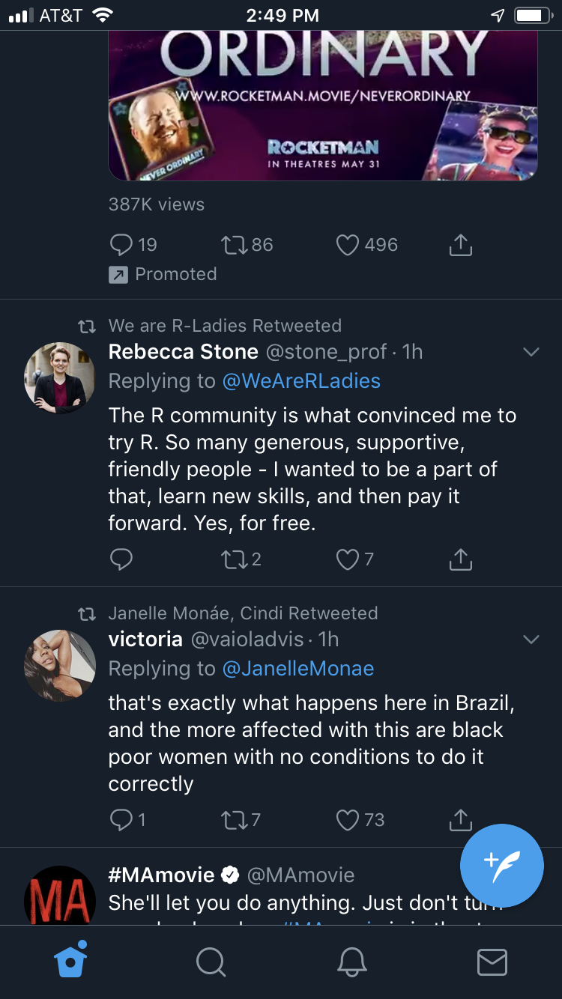 AT&T
2:49 PM
ORDINARY
WWW.ROCKETMAN.MOVIE/NEVERORDINARY
NEVER ORDINARY
ROCKETMAN
IN THEATRES MAY 31
387K views
19 86 496
Promoted
We are R-Ladies Retweeted
Rebecca Stone @stone_prof · 1h
Replying to @WeAreRLadies
The R community is what convinced me to
try R. So many generous, supportive,
friendly people - I wanted to be a part of
that, learn new skills, and then pay it
forward. Yes, for free.
2 7
Janelle Monáe, Cindi Retweeted
victoria @vaioladvis · 1h
Replying to @JanelleMonae
that's exactly what happens here in Brazil,
and the more affected with this are black
poor women with no conditions to do it
correctly
1 7 73
#MAmovie @MAmovie
MA
She'll let you do anything. Just don't turn